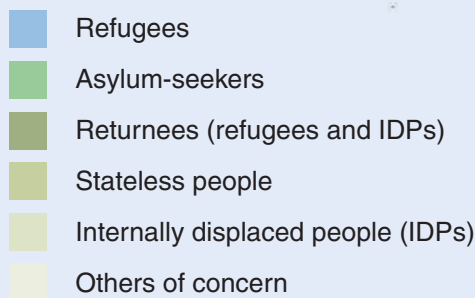 Refugees
Asylum-seekers
Returnees (refugees and IDPs)
Stateless people
Internally displaced people (IDPs)
Others of concern